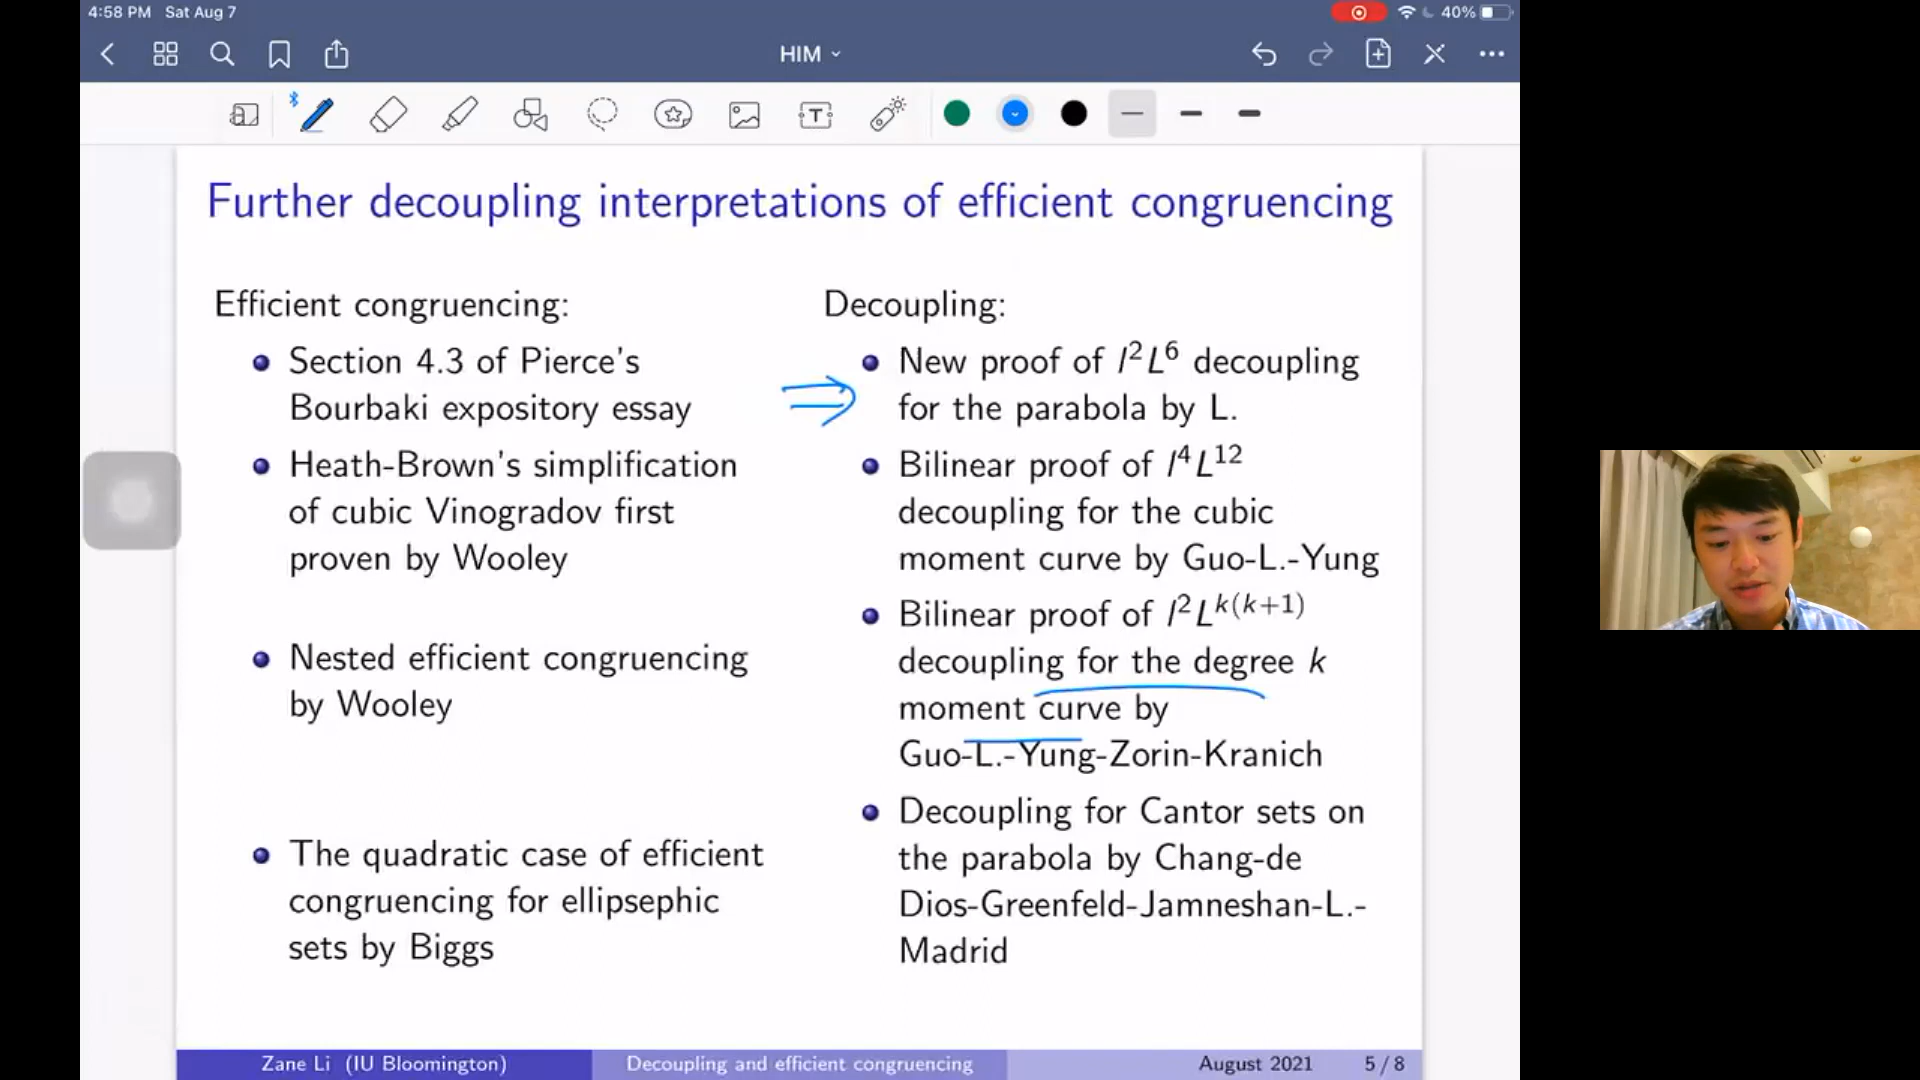 4:58 PM Sat Aug 7
40%
HIM
T
Further decoupling interpretations of efficient congruencing
Efficient congruencing:
Section 4.3 of Pierce's
Bourbaki expository essay
Heath-Brown's simplification
of cubic Vinogradov first
proven by Wooley
Nested efficient congruencing
by Wooley
The quadratic case of efficient
congruencing for ellipsephic
sets by Biggs
Decoupling:
New proof of l²L⁶ decoupling
for the parabola by L.
Bilinear proof of l⁴L¹²
decoupling for the cubic
moment curve by Guo-L.-Yung
Bilinear proof of l²L^{k(k+1)}
decoupling for the degree k
moment curve by
Guo-L.-Yung-Zorin-Kranich
Decoupling for Cantor sets on
the parabola by Chang-de
Dios-Greenfeld-Jamneshan-L.-
Madrid
Zane Li (IU Bloomington)
Decoupling and efficient congruencing
August 2021
5 / 8